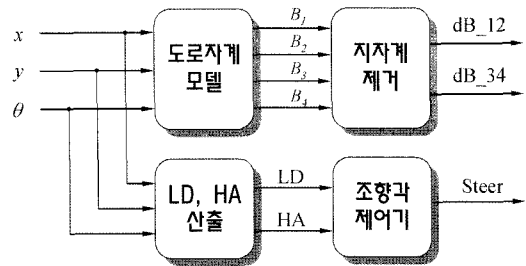 x
y
θ
도로자계
모델
B₁
B₂
B₃
B₄
지자계
제거
dB_12
dB_34
LD, HA
산출
LD
HA
조향각
제어기
Steer